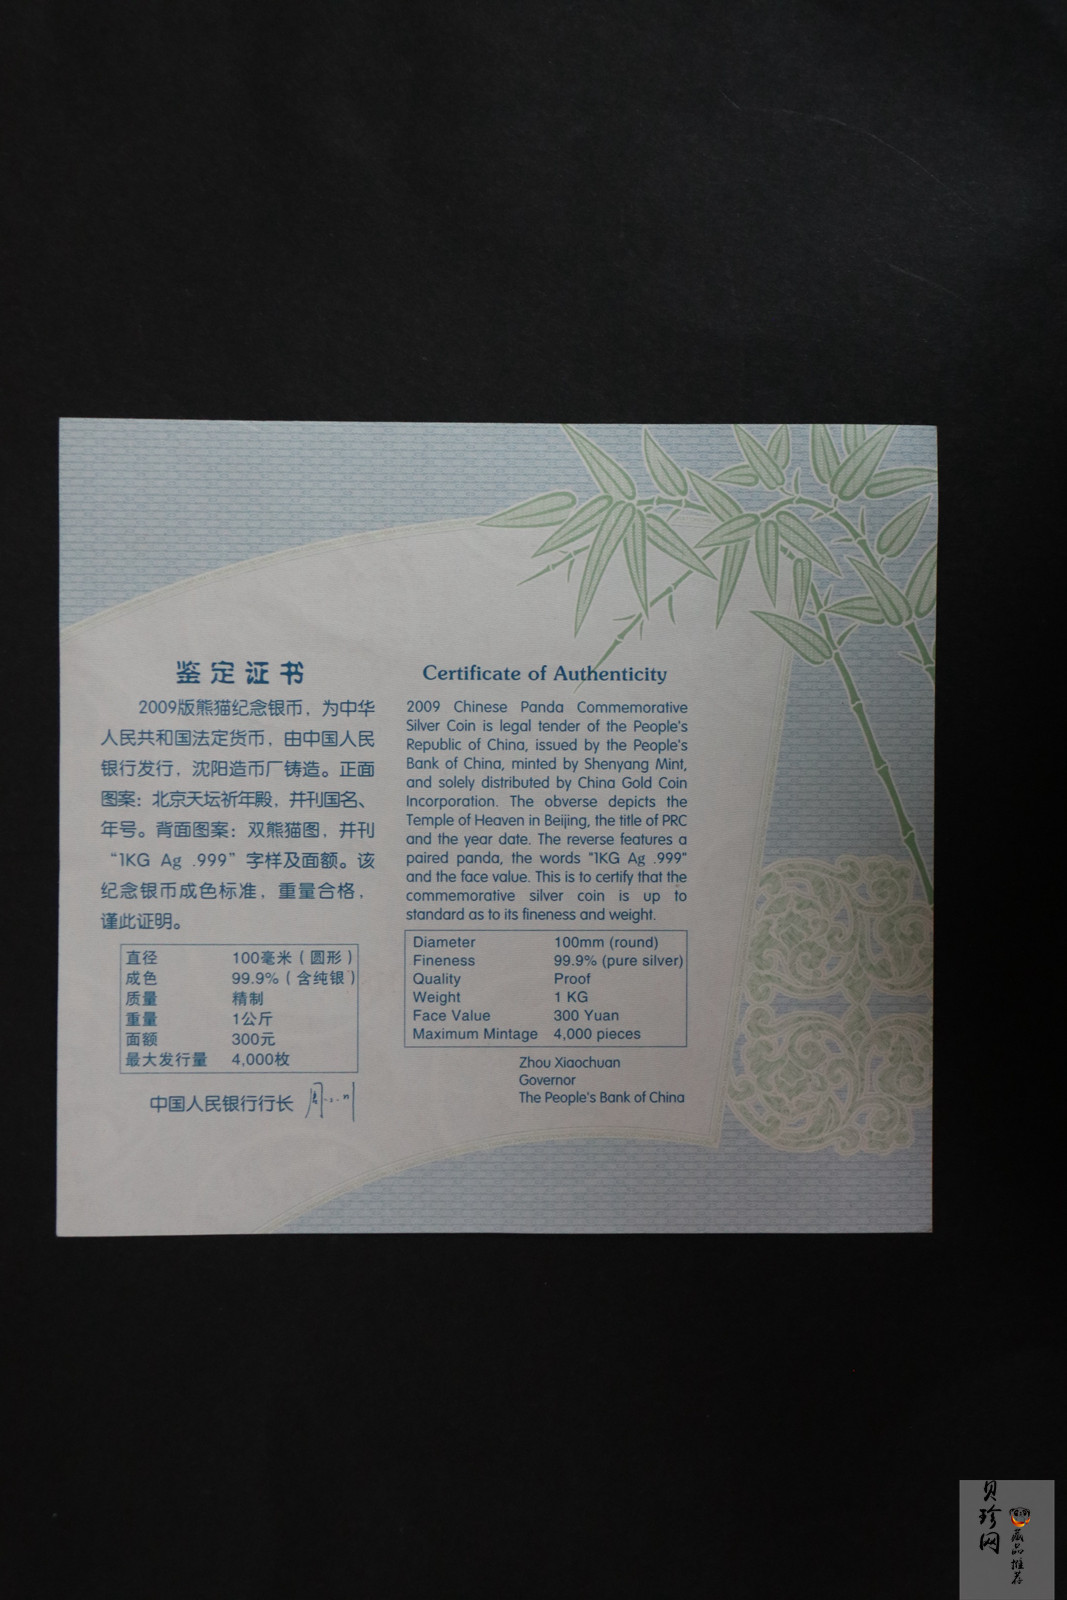 鉴定证书
2009版熊猫纪念银币，为中华
人民共和国法定货币，由中国人民
银行发行，沈阳造币厂铸造。正面
图案：北京天坛祈年殿，并刊国名、
年号。背面图案：双熊猫图，并刊
“1KG Ag .999”字样及面额。该
纪念银币成色标准，重量合格，
谨此证明。
直径 100毫米（圆形）
成色 99.9%（含纯银）
质量 精制
重量 1公斤
面额 300元
最大发行量 4,000枚
中国人民银行行长
Certificate of Authenticity
2009 Chinese Panda Commemorative
Silver Coin is legal tender of the People's
Republic of China, issued by the People's
Bank of China, minted by Shenyang Mint,
and solely distributed by China Gold Coin
Incorporation. The obverse depicts the
Temple of Heaven in Beijing, the title of PRC
and the year date. The reverse features a
paired panda, the words "1KG Ag .999"
and the face value. This is to certify that the
commemorative silver coin is up to
standard as to its fineness and weight.
Diameter 100mm (round)
Fineness 99.9% (pure silver)
Quality Proof
Weight 1 KG
Face Value 300 Yuan
Maximum Mintage 4,000 pieces
Zhou Xiaochuan
Governor
The People's Bank of China
贝珍网
藏品推荐